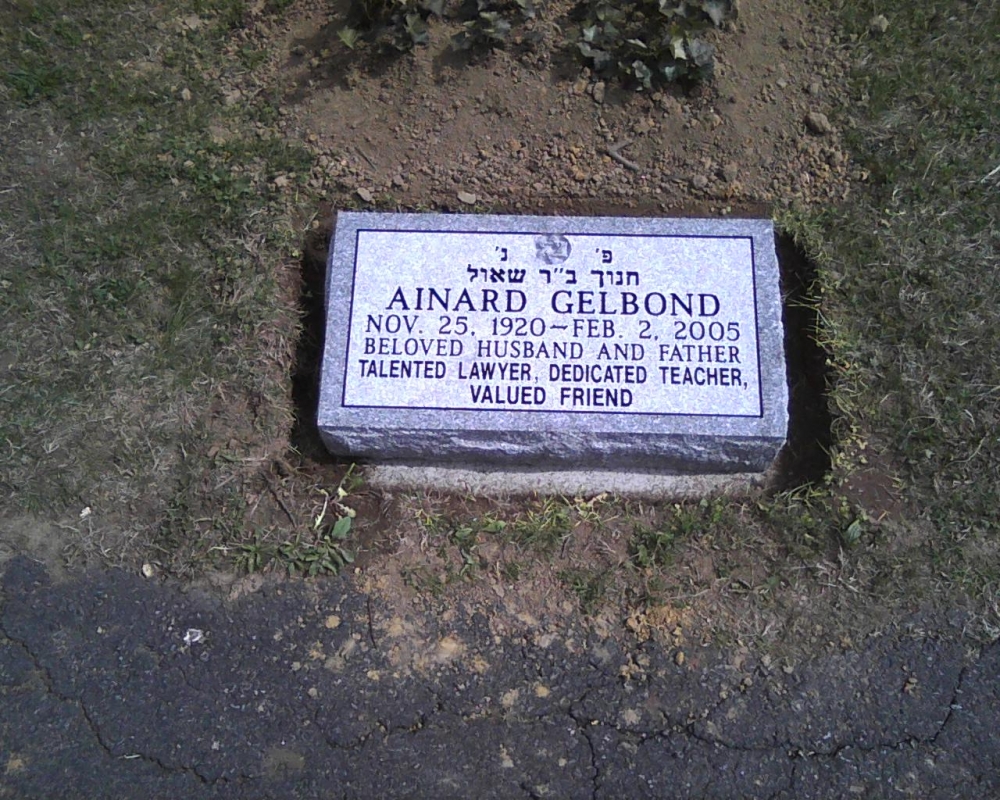 פ' נ'
חנוך ב"ר שאול
AINARD GELBOND
NOV. 25, 1920–FEB. 2, 2005
BELOVED HUSBAND AND FATHER
TALENTED LAWYER, DEDICATED TEACHER,
VALUED FRIEND